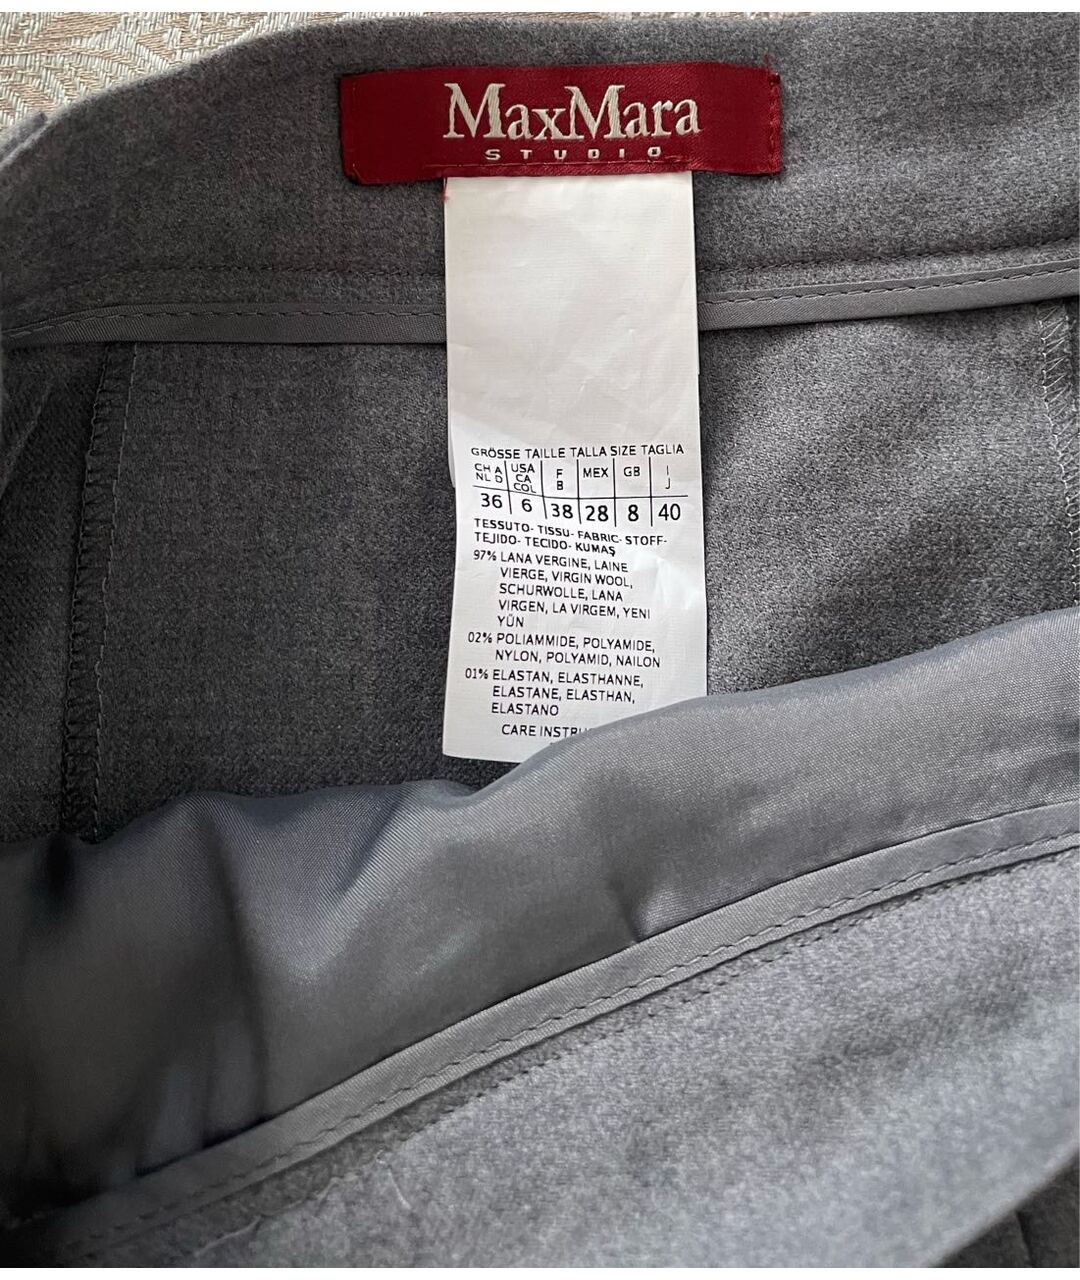 MaxMara
STUDIO
GRÖSSE TAILLE TALLA SIZE TAGLIA
CH A NL D USA CA COL F B MEX GB I J
36 6 38 28 8 40
TESSUTO- TISSU- FABRIC- STOFF-
TEJIDO- TECIDO- KUMAŞ
97% LANA VERGINE, LAINE
VIERGE, VIRGIN WOOL,
SCHURWOLLE, LANA
VIRGEN, LA VIRGEM, YENI
YÜN
02% POLIAMMIDE, POLYAMIDE,
NYLON, POLYAMID, NAILON
01% ELASTAN, ELASTHANNE,
ELASTANE, ELASTHAN,
ELASTANO
CARE INSTRU